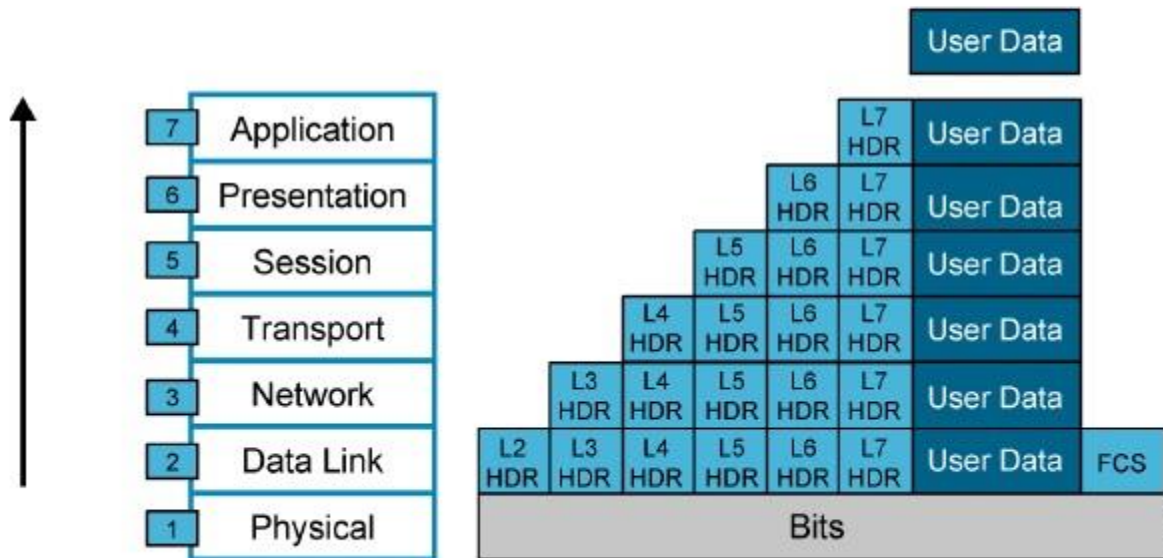 User Data
7 Application
L7 HDR User Data
6 Presentation
L6 HDR L7 HDR User Data
5 Session
L5 HDR L6 HDR L7 HDR User Data
4 Transport
L4 HDR L5 HDR L6 HDR L7 HDR User Data
3 Network
L3 HDR L4 HDR L5 HDR L6 HDR L7 HDR User Data
2 Data Link
L2 HDR L3 HDR L4 HDR L5 HDR L6 HDR L7 HDR User Data FCS
1 Physical
Bits